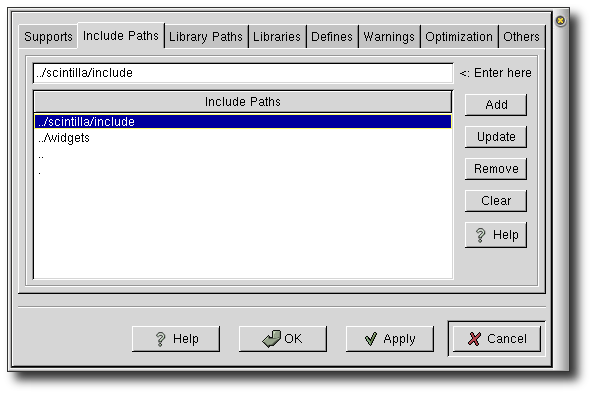 Supports Include Paths Library Paths Libraries Defines Warnings Optimization Others
../scintilla/include <: Enter here
Include Paths
Add
../scintilla/include
../widgets
Update
..
.
Remove
Clear
Help
Help OK Apply Cancel